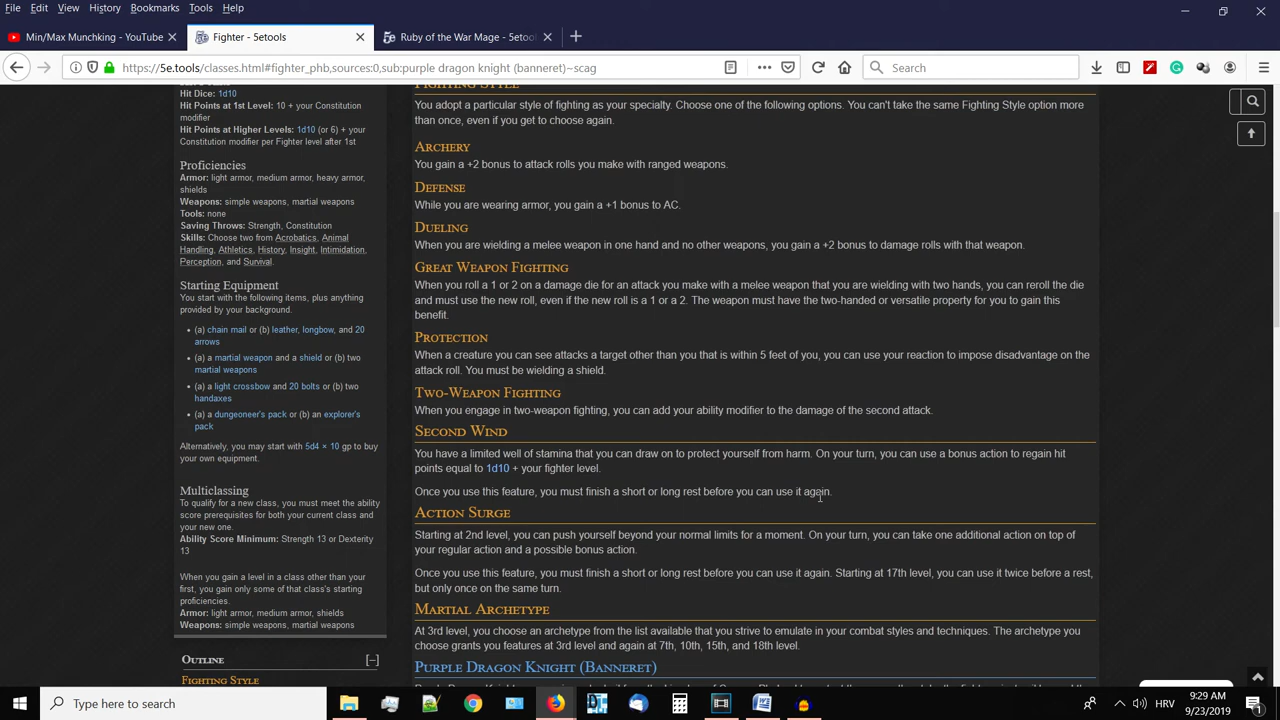 File Edit View History Bookmarks Tools Help
Min/Max Munchking - YouTube
Fighter - 5etools
Ruby of the War Mage - 5etool
https://5e.tools/classes.html#fighter_phb,sources:0,sub:purple dragon knight (banneret)~scag
Search
Hit Dice: 1d10
Hit Points at 1st Level: 10 + your Constitution
modifier
Hit Points at Higher Levels: 1d10 (or 6) + your
Constitution modifier per Fighter level after 1st
Proficiencies
Armor: light armor, medium armor, heavy armor,
shields
Weapons: simple weapons, martial weapons
Tools: none
Saving Throws: Strength, Constitution
Skills: Choose two from Acrobatics, Animal
Handling, Athletics, History, Insight, Intimidation,
Perception, and Survival.
Starting Equipment
You start with the following items, plus anything
provided by your background.
• (a) chain mail or (b) leather, longbow, and 20
arrows
• (a) a martial weapon and a shield or (b) two
martial weapons
• (a) a light crossbow and 20 bolts or (b) two
handaxes
• (a) a dungeoneer's pack or (b) an explorer's
pack
Alternatively, you may start with 5d4 × 10 gp to buy
your own equipment.
Multiclassing
To qualify for a new class, you must meet the ability
score prerequisites for both your current class and
your new one.
Ability Score Minimum: Strength 13 or Dexterity
13
When you gain a level in a class other than your
first, you gain only some of that class's starting
proficiencies.
Armor: light armor, medium armor, shields
Weapons: simple weapons, martial weapons
Outline [–]
Fighting Style
Fighting Style
You adopt a particular style of fighting as your specialty. Choose one of the following options. You can't take the same Fighting Style option more
than once, even if you get to choose again.
Archery
You gain a +2 bonus to attack rolls you make with ranged weapons.
Defense
While you are wearing armor, you gain a +1 bonus to AC.
Dueling
When you are wielding a melee weapon in one hand and no other weapons, you gain a +2 bonus to damage rolls with that weapon.
Great Weapon Fighting
When you roll a 1 or 2 on a damage die for an attack you make with a melee weapon that you are wielding with two hands, you can reroll the die
and must use the new roll, even if the new roll is a 1 or a 2. The weapon must have the two-handed or versatile property for you to gain this
benefit.
Protection
When a creature you can see attacks a target other than you that is within 5 feet of you, you can use your reaction to impose disadvantage on the
attack roll. You must be wielding a shield.
Two-Weapon Fighting
When you engage in two-weapon fighting, you can add your ability modifier to the damage of the second attack.
Second Wind
You have a limited well of stamina that you can draw on to protect yourself from harm. On your turn, you can use a bonus action to regain hit
points equal to 1d10 + your fighter level.
Once you use this feature, you must finish a short or long rest before you can use it again.
Action Surge
Starting at 2nd level, you can push yourself beyond your normal limits for a moment. On your turn, you can take one additional action on top of
your regular action and a possible bonus action.
Once you use this feature, you must finish a short or long rest before you can use it again. Starting at 17th level, you can use it twice before a rest,
but only once on the same turn.
Martial Archetype
At 3rd level, you choose an archetype from the list available that you strive to emulate in your combat styles and techniques. The archetype you
choose grants you features at 3rd level and again at 7th, 10th, 15th, and 18th level.
Purple Dragon Knight (Banneret)
Type here to search
HRV
9:29 AM
9/23/2019
1